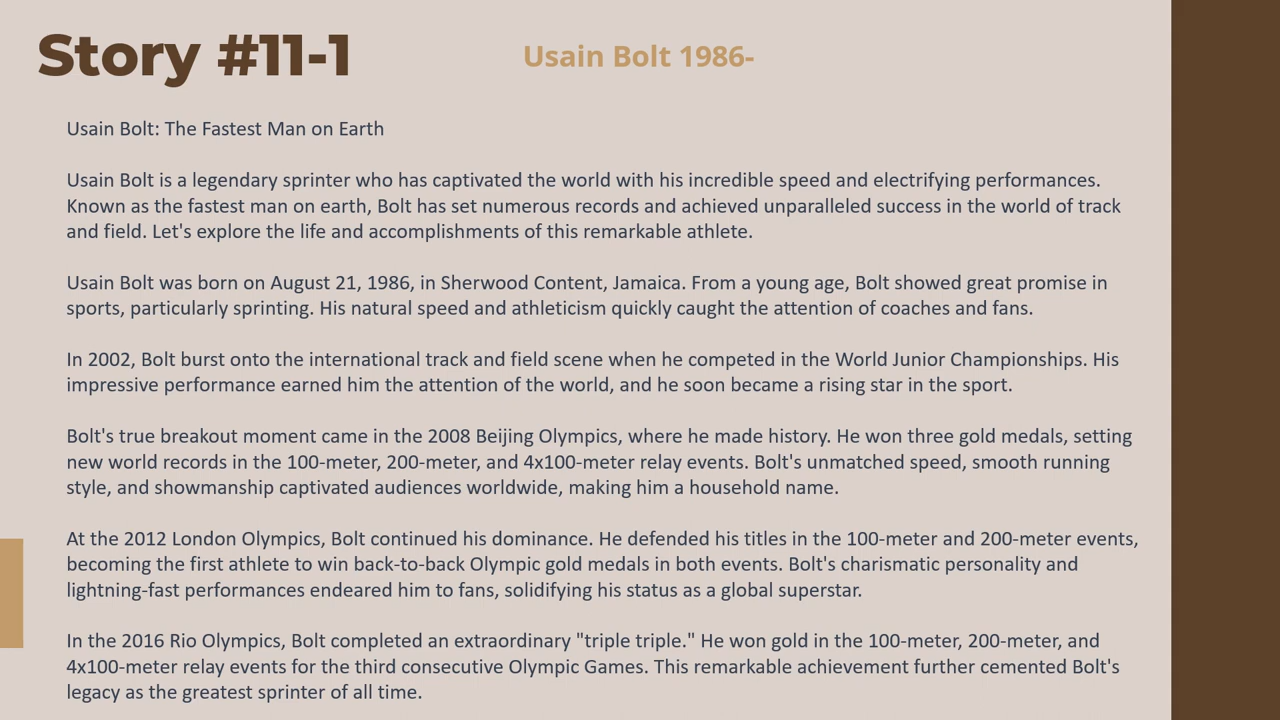 Story #11-1
Usain Bolt 1986-
Usain Bolt: The Fastest Man on Earth
Usain Bolt is a legendary sprinter who has captivated the world with his incredible speed and electrifying performances.
Known as the fastest man on earth, Bolt has set numerous records and achieved unparalleled success in the world of track
and field. Let's explore the life and accomplishments of this remarkable athlete.
Usain Bolt was born on August 21, 1986, in Sherwood Content, Jamaica. From a young age, Bolt showed great promise in
sports, particularly sprinting. His natural speed and athleticism quickly caught the attention of coaches and fans.
In 2002, Bolt burst onto the international track and field scene when he competed in the World Junior Championships. His
impressive performance earned him the attention of the world, and he soon became a rising star in the sport.
Bolt's true breakout moment came in the 2008 Beijing Olympics, where he made history. He won three gold medals, setting
new world records in the 100-meter, 200-meter, and 4x100-meter relay events. Bolt's unmatched speed, smooth running
style, and showmanship captivated audiences worldwide, making him a household name.
At the 2012 London Olympics, Bolt continued his dominance. He defended his titles in the 100-meter and 200-meter events,
becoming the first athlete to win back-to-back Olympic gold medals in both events. Bolt's charismatic personality and
lightning-fast performances endeared him to fans, solidifying his status as a global superstar.
In the 2016 Rio Olympics, Bolt completed an extraordinary "triple triple." He won gold in the 100-meter, 200-meter, and
4x100-meter relay events for the third consecutive Olympic Games. This remarkable achievement further cemented Bolt's
legacy as the greatest sprinter of all time.